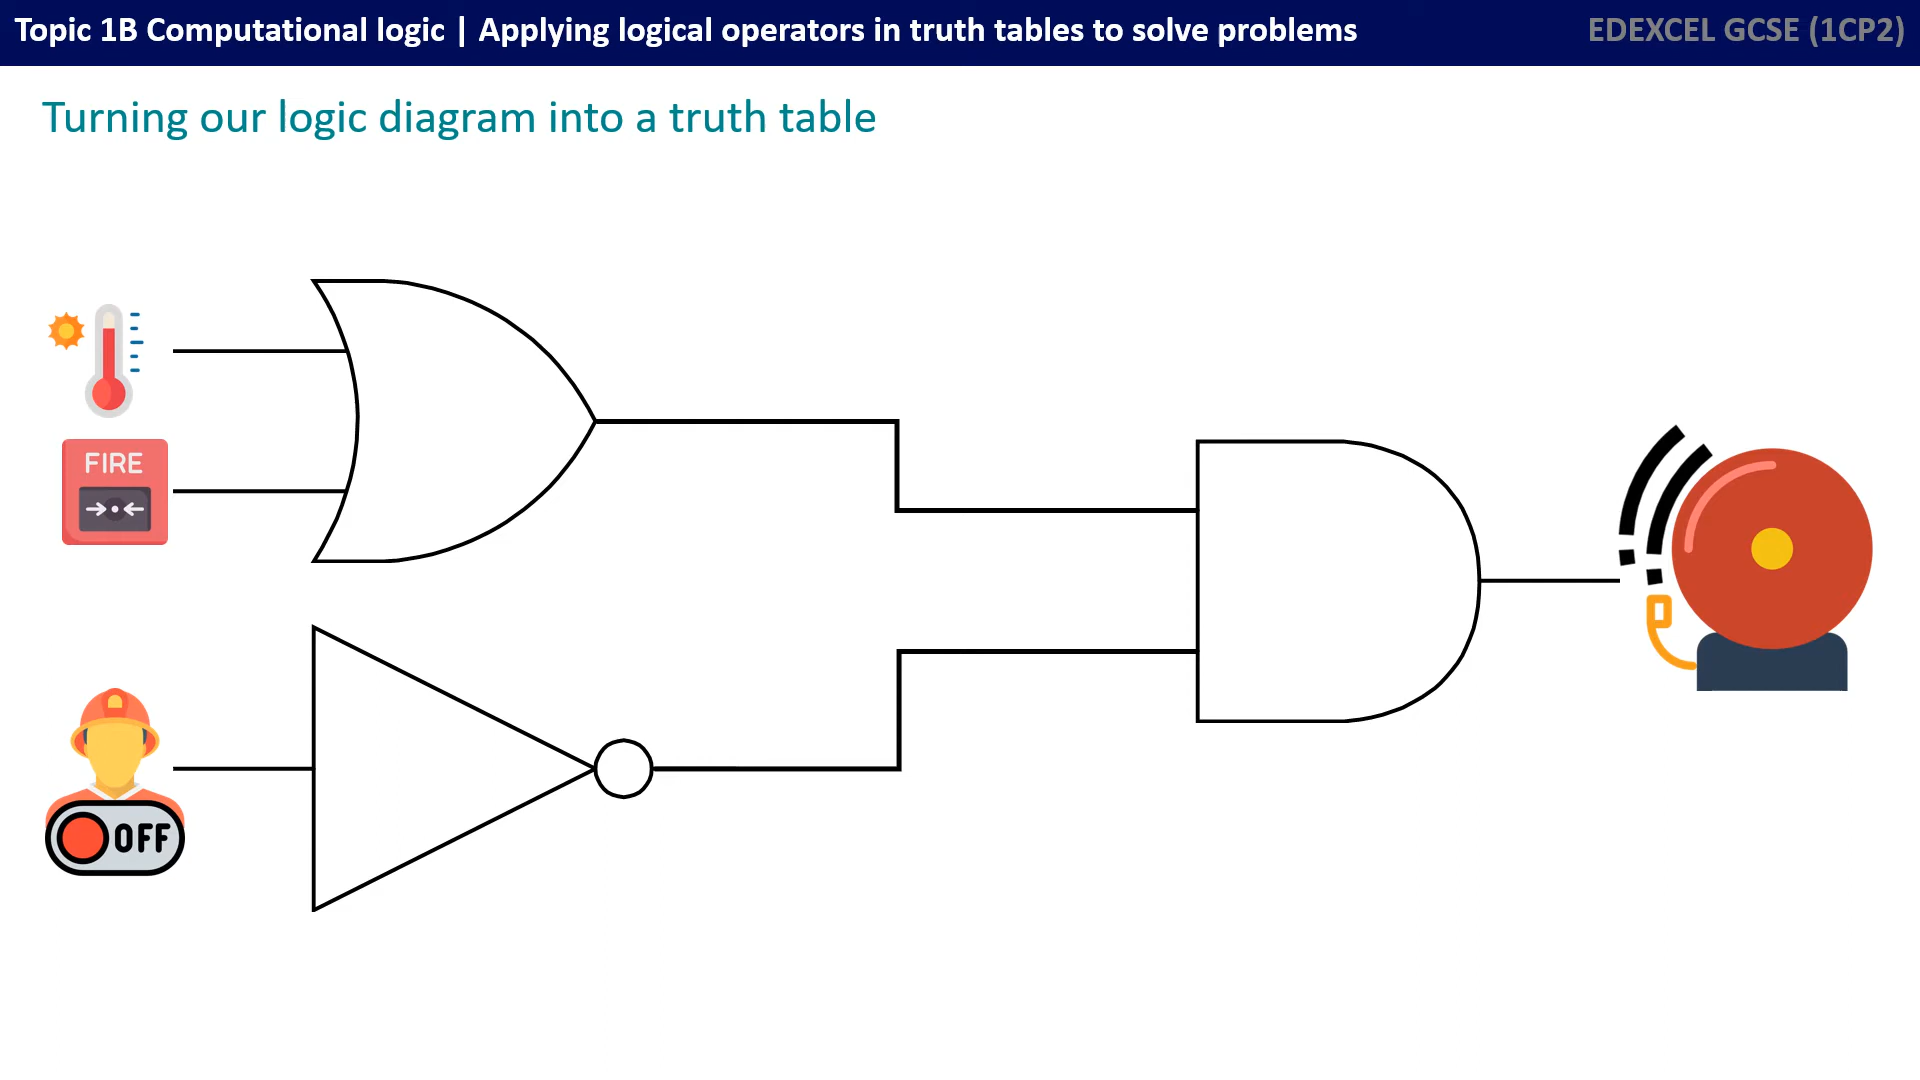 Topic 1B Computational logic | Applying logical operators in truth tables to solve problems
EDEXCEL GCSE (1CP2)
Turning our logic diagram into a truth table
FIRE
OFF